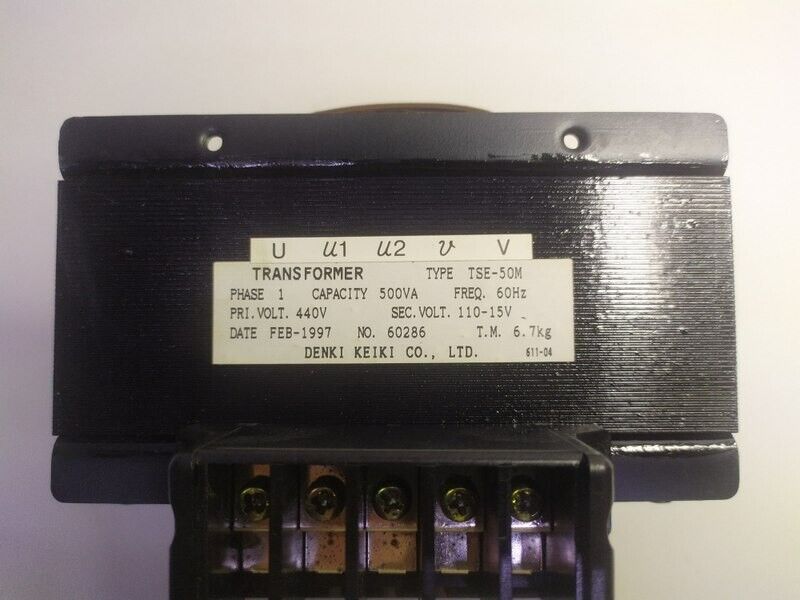 U u1 u2 v V
TRANSFORMER TYPE TSE-50M
PHASE 1 CAPACITY 500VA FREQ. 60Hz
PRI.VOLT. 440V SEC.VOLT. 110-15V
DATE FEB-1997 NO. 60286 T.M. 6.7kg
DENKI KEIKI CO., LTD. 611-04